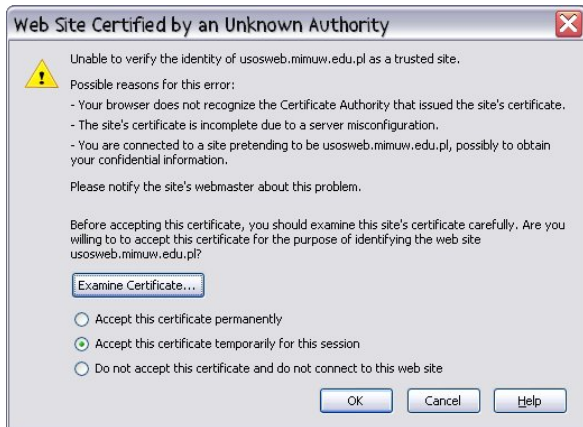 Web Site Certified by an Unknown Authority
Unable to verify the identity of usosweb.mimuw.edu.pl as a trusted site.
Possible reasons for this error:
- Your browser does not recognize the Certificate Authority that issued the site's certificate.
- The site's certificate is incomplete due to a server misconfiguration.
- You are connected to a site pretending to be usosweb.mimuw.edu.pl, possibly to obtain
your confidential information.
Please notify the site's webmaster about this problem.
Before accepting this certificate, you should examine this site's certificate carefully. Are you
willing to to accept this certificate for the purpose of identifying the web site
usosweb.mimuw.edu.pl?
Examine Certificate...
Accept this certificate permanently
Accept this certificate temporarily for this session
Do not accept this certificate and do not connect to this web site
OK Cancel Help